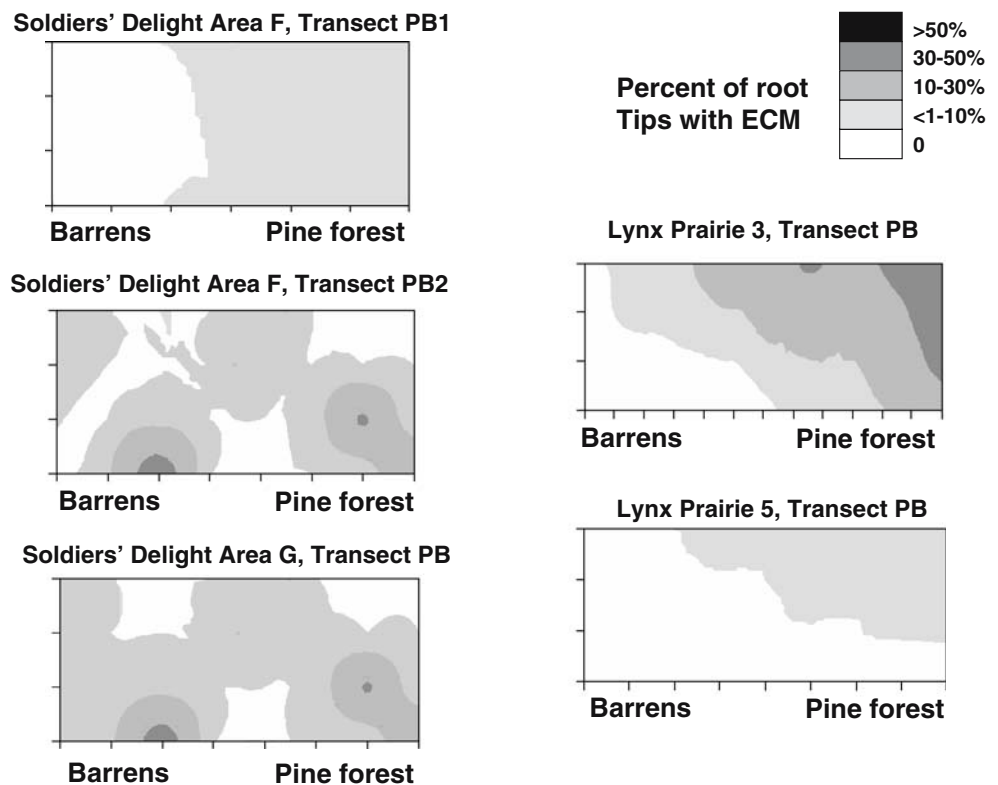 Soldiers' Delight Area F, Transect PB1
Barrens Pine forest
Soldiers' Delight Area F, Transect PB2
Barrens Pine forest
Soldiers' Delight Area G, Transect PB
Barrens Pine forest
Percent of root
Tips with ECM
>50%
30-50%
10-30%
<1-10%
0
Lynx Prairie 3, Transect PB
Barrens Pine forest
Lynx Prairie 5, Transect PB
Barrens Pine forest